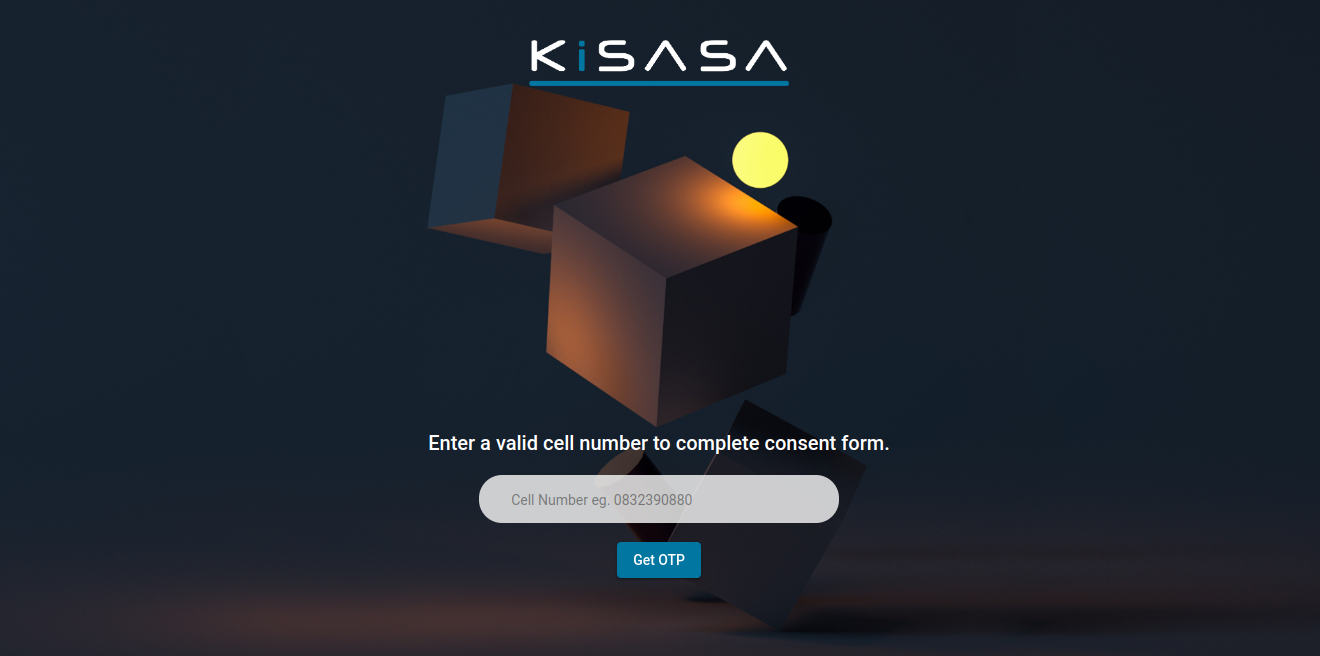 KiSASA
Enter a valid cell number to complete consent form.
Cell Number eg. 0832390880
Get OTP